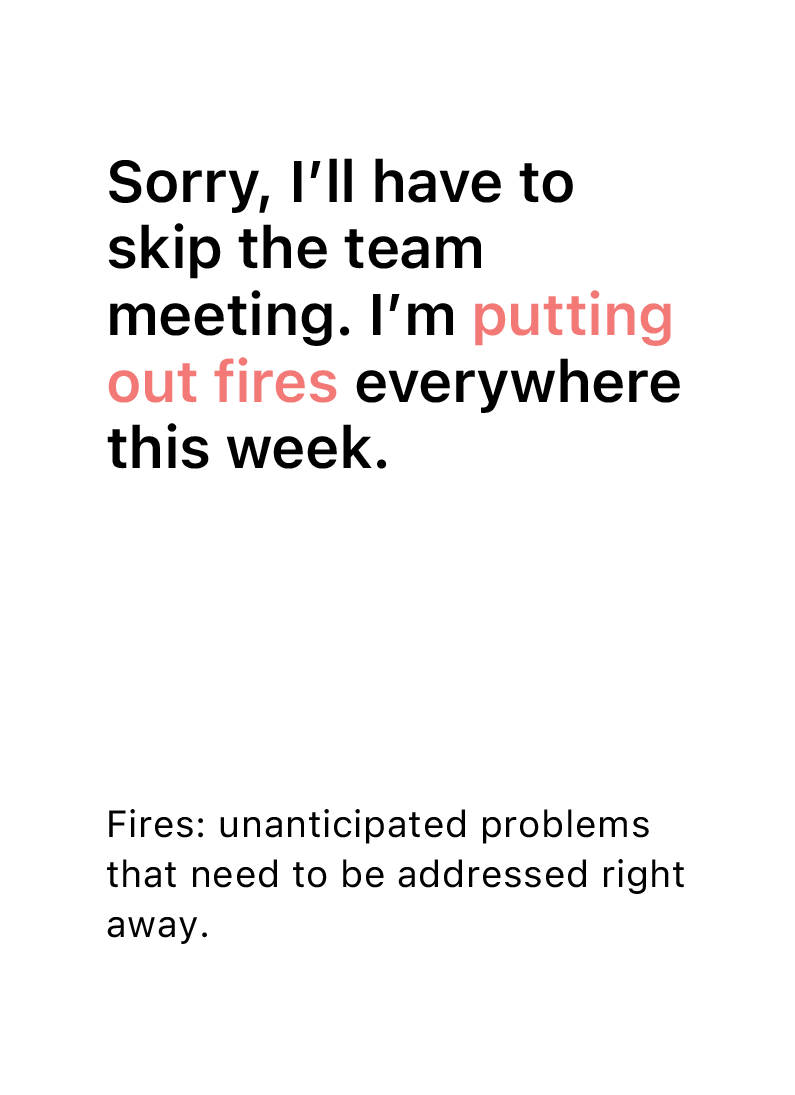 Sorry, I’ll have to
skip the team
meeting. I’m putting
out fires everywhere
this week.
Fires: unanticipated problems
that need to be addressed right
away.